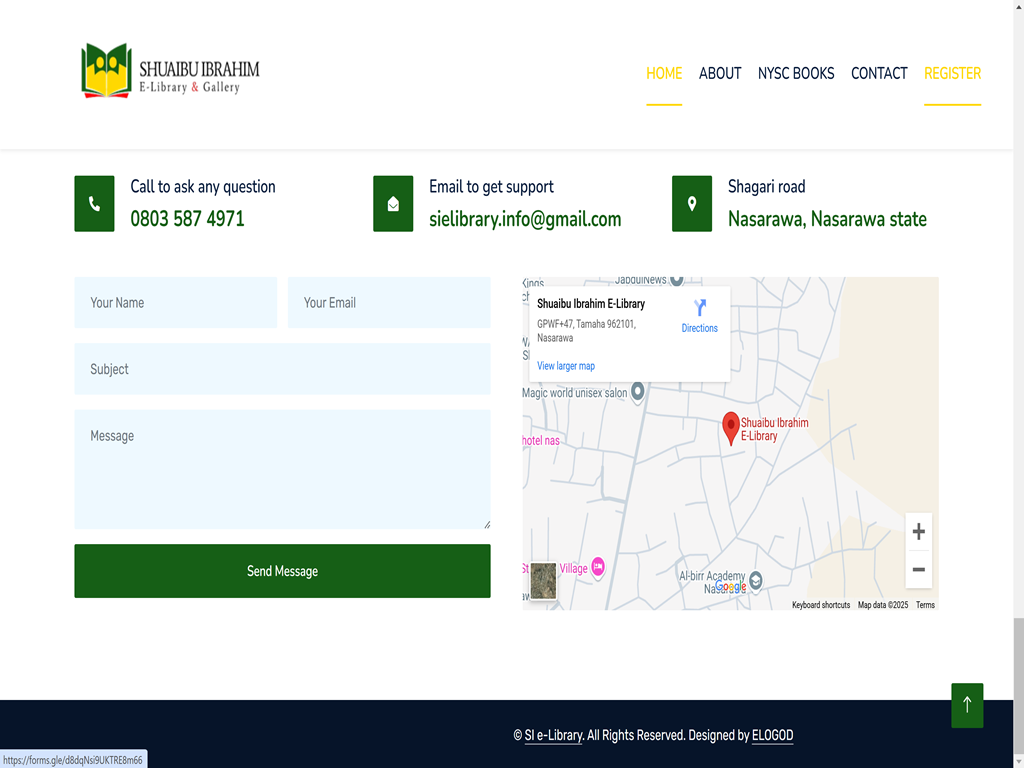 SHUAIBU IBRAHIM
E-Library & Gallery
HOME ABOUT NYSC BOOKS CONTACT REGISTER
Call to ask any question
0803 587 4971
Email to get support
sielibrary.info@gmail.com
Shagari road
Nasarawa, Nasarawa state
Your Name
Your Email
Subject
Message
Send Message
Kings
JabdulNews
Shuaibu Ibrahim E-Library
GPWF+47, Tamaha 962101,
Nasarawa
Directions
View larger map
Magic world unisex salon
hotel nas
Shuaibu Ibrahim
E-Library
Village
Al-birr Academy
Nasarawa
Google
Keyboard shortcuts Map data ©2025 Terms
© SI e-Library. All Rights Reserved. Designed by ELOGOD
https://forms.gle/d8dqNsi9UKTRE8m66